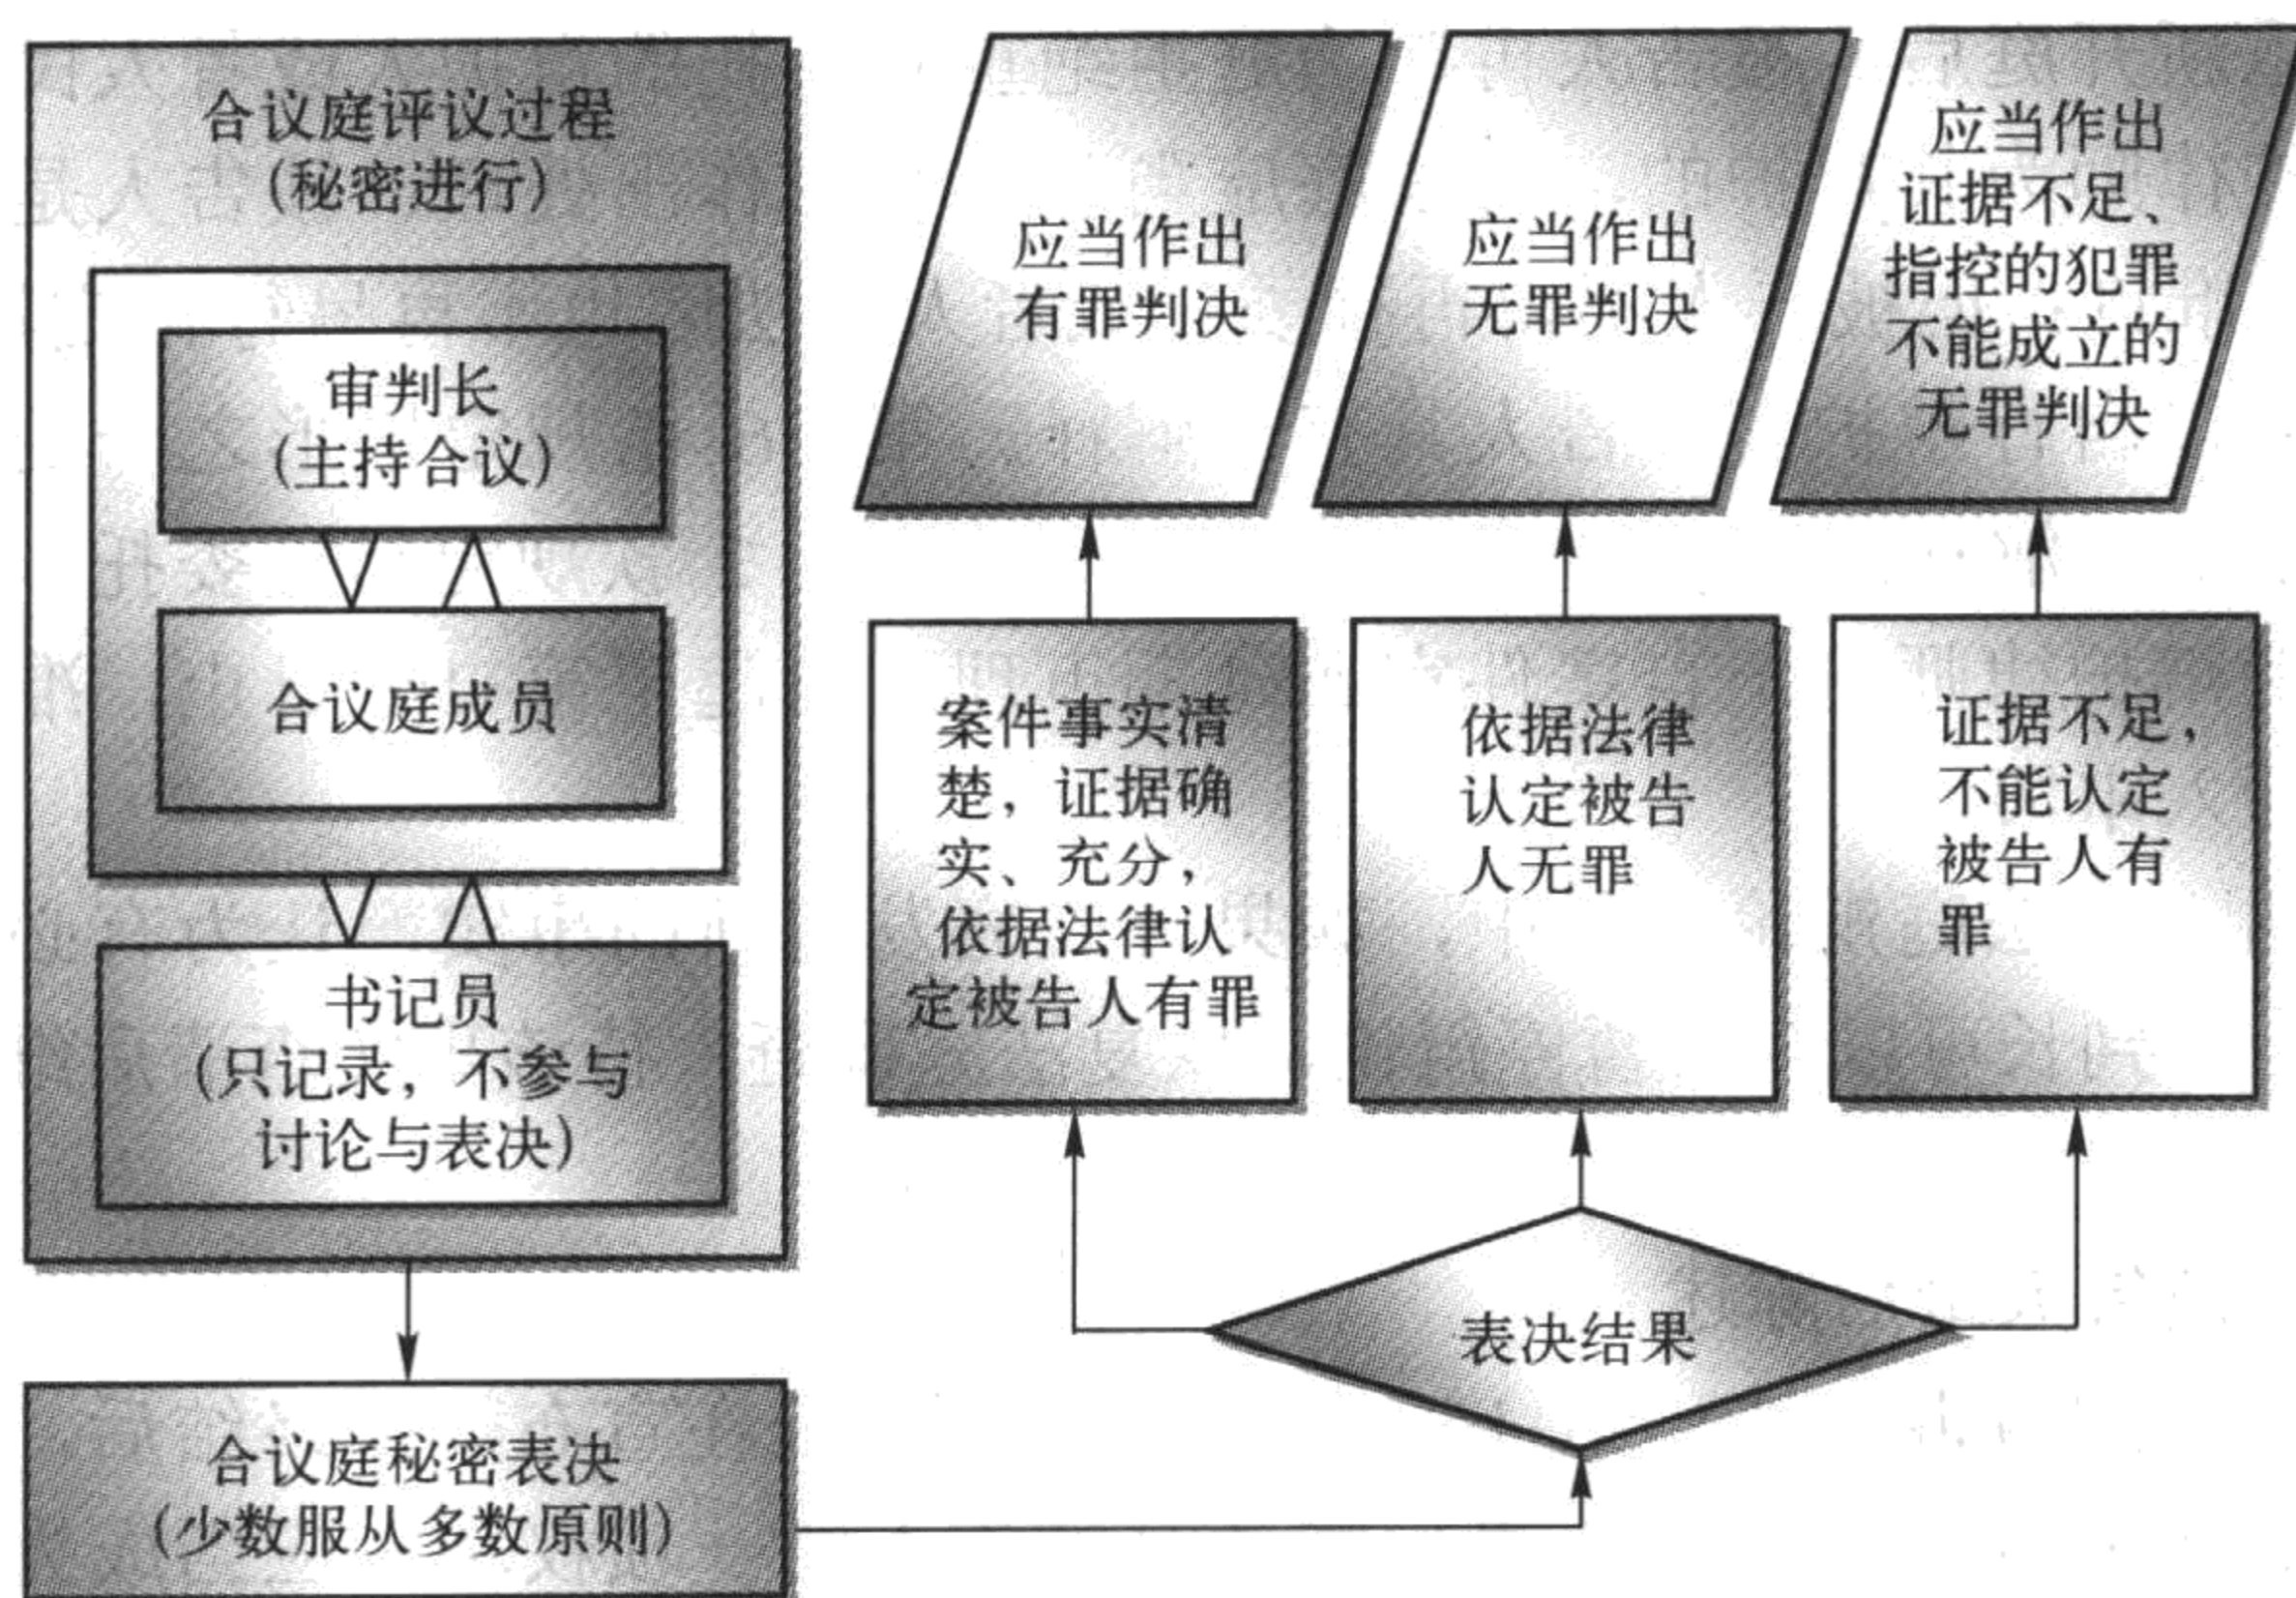 合议庭评议过程
(秘密进行)
审判长
(主持合议)
合议庭成员
书记员
(只记录，不参与
讨论与表决)
合议庭秘密表决
(少数服从多数原则)
表决结果
案件事实清
楚，证据确
实、充分，
依据法律认
定被告人有罪
依据法律
认定被告
人无罪
证据不足，
不能认定
被告人有
罪
应当作出
有罪判决
应当作出
无罪判决
应当作出
证据不足、
指控的犯罪
不能成立的
无罪判决